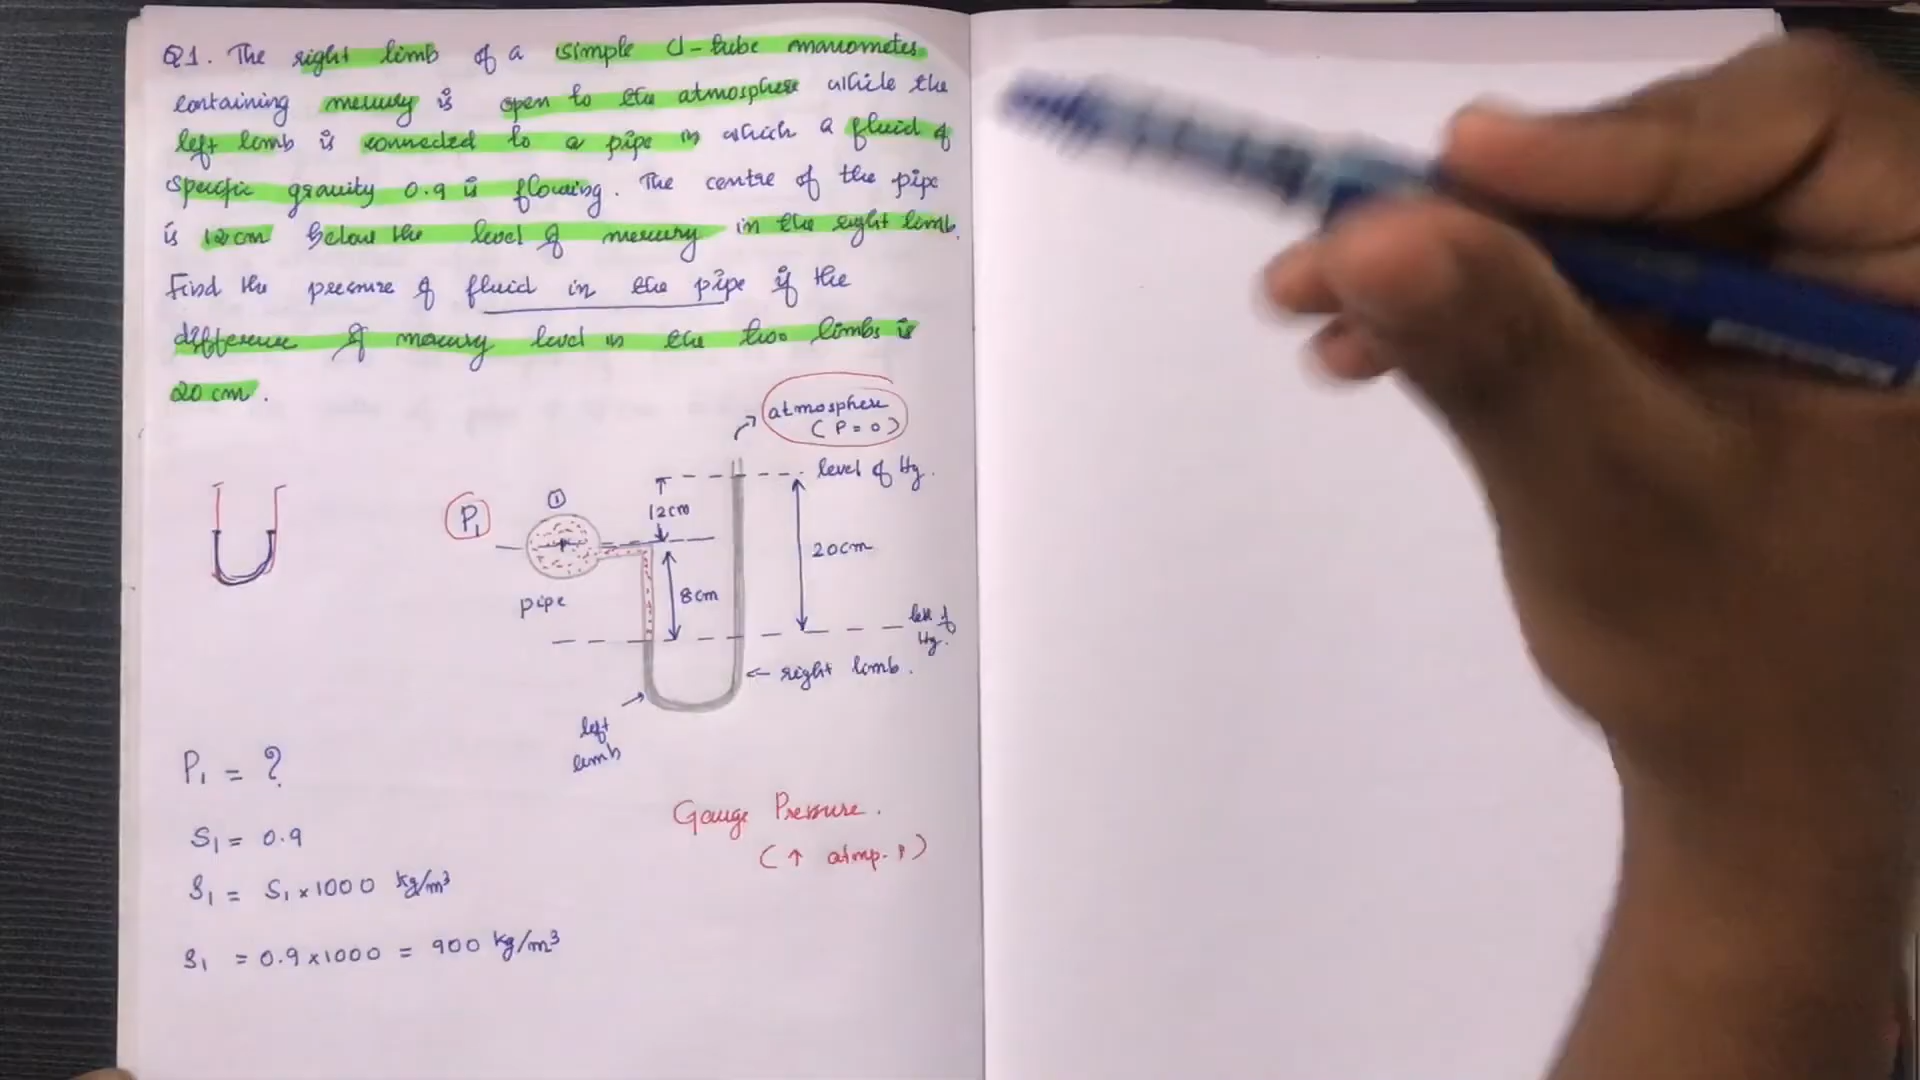 Q1. The right limb of a simple U-tube manometer
containing mercury is open to the atmosphere while the
left limb is connected to a pipe in which a fluid of
specific gravity 0.9 is flowing. The centre of the pipe
is 12cm below the level of mercury in the right limb.
Find the pressure of fluid in the pipe if the
difference of mercury level in the two limbs is
20 cm.
atmosphere
(P = 0)
level of Hg.
P1
1
12cm
20cm
8cm
pipe
Hg.
right limb.
left
limb
P1 = ?
Gauge Pressure.
S1 = 0.9
S1 = S1 × 1000 kg/m³
S1 = 0.9 × 1000 = 900 kg/m³